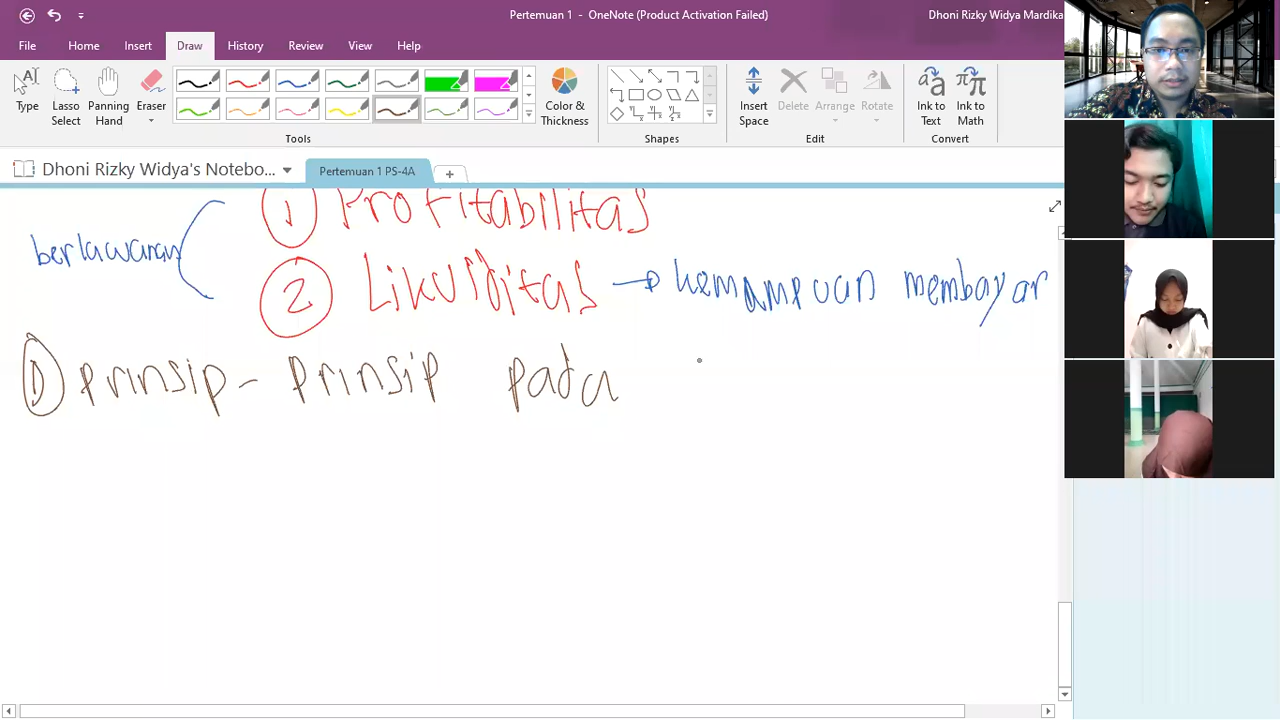 Pertemuan 1 - OneNote (Product Activation Failed)
Dhoni Rizky Widya Mardika
File Home Insert Draw History Review View Help
Type
Lasso Select
Panning Hand
Eraser
Color & Thickness
Insert Space
Delete
Arrange
Rotate
Ink to Text
Ink to Math
Tools
Shapes
Edit
Convert
Dhoni Rizky Widya's Notebo...
Pertemuan 1 PS-4A
1 Profitabilitas
berlawanan
2 Likuiditas → kemampuan membayar
D prinsip - prinsip pada